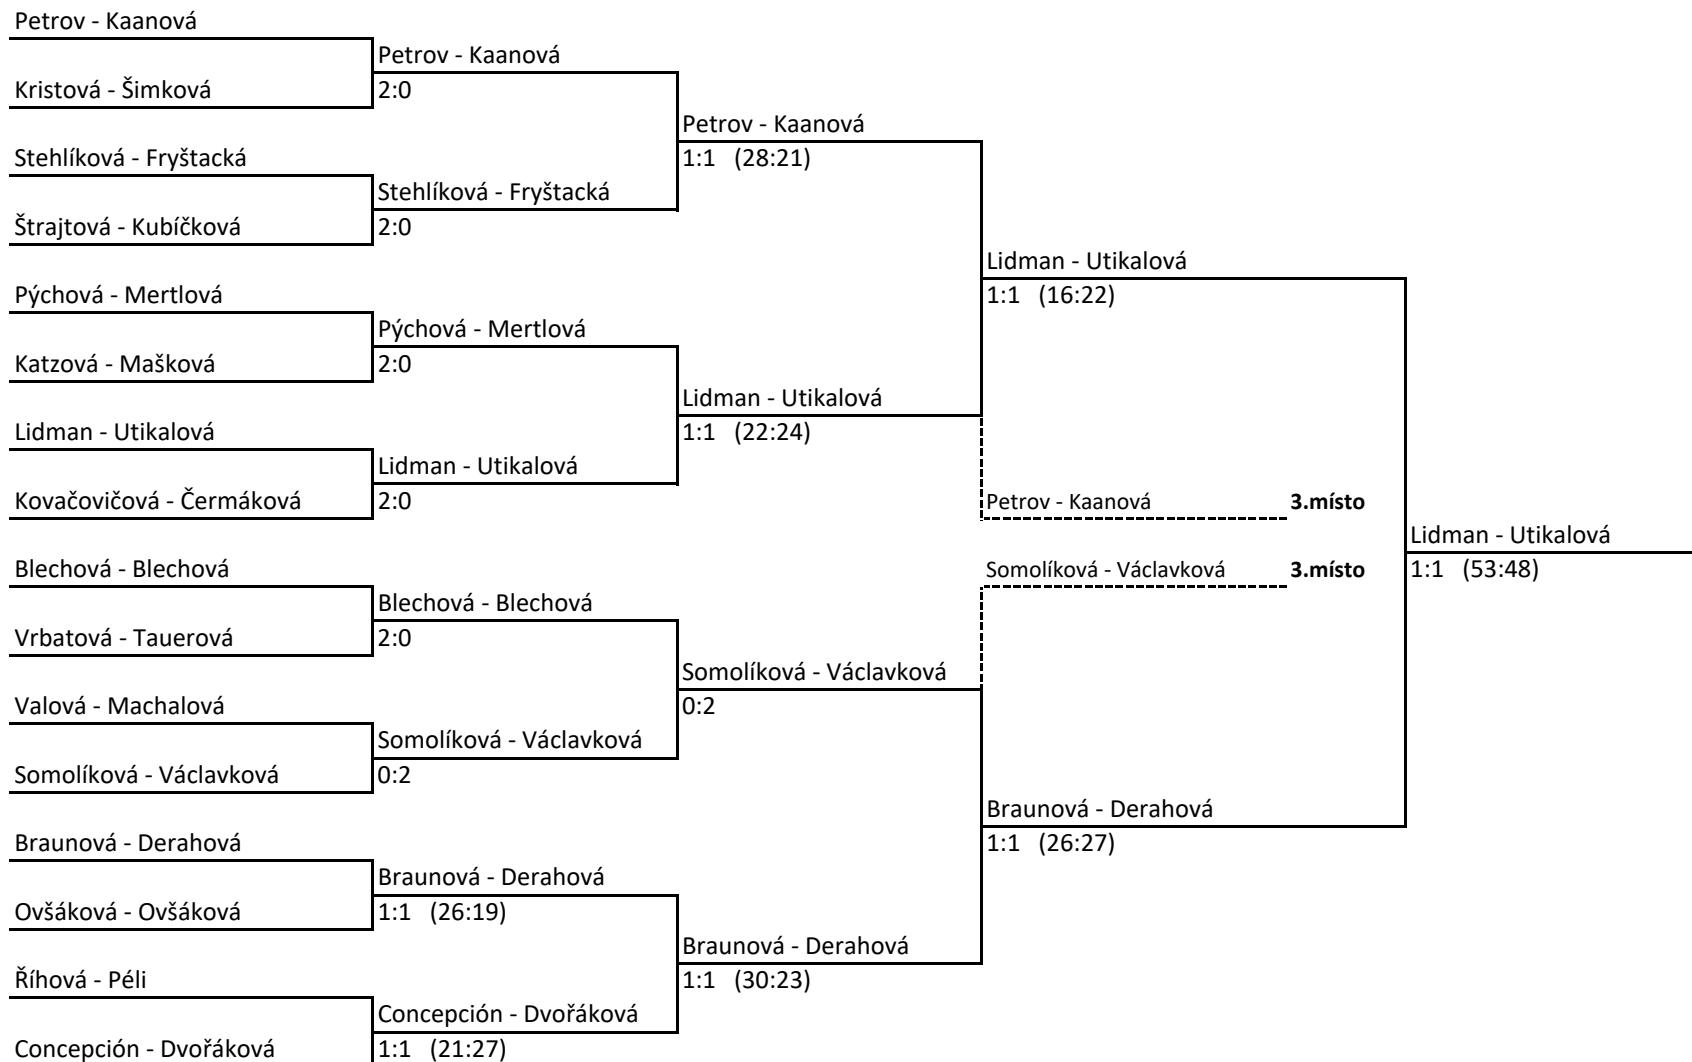 Petrov - Kaanová
Petrov - Kaanová
Kristová - Šimková
2:0
Petrov - Kaanová
Stehlíková - Fryštacká
1:1 (28:21)
Stehlíková - Fryštacká
Štrajtová - Kubíčková
2:0
Lidman - Utikalová
Pýchová - Mertlová
1:1 (16:22)
Pýchová - Mertlová
Katzová - Mašková
2:0
Lidman - Utikalová
Lidman - Utikalová
1:1 (22:24)
Lidman - Utikalová
Kovačovičová - Čermáková
2:0
Petrov - Kaanová 3.místo
Lidman - Utikalová
Blechová - Blechová
Somolíková - Václavková 3.místo
1:1 (53:48)
Blechová - Blechová
Vrbatová - Tauerová
2:0
Somolíková - Václavková
Valová - Machalová
0:2
Somolíková - Václavková
Somolíková - Václavková
0:2
Braunová - Derahová
Braunová - Derahová
1:1 (26:27)
Braunová - Derahová
Ovšáková - Ovšáková
1:1 (26:19)
Braunová - Derahová
Říhová - Péli
1:1 (30:23)
Concepción - Dvořáková
Concepción - Dvořáková
1:1 (21:27)